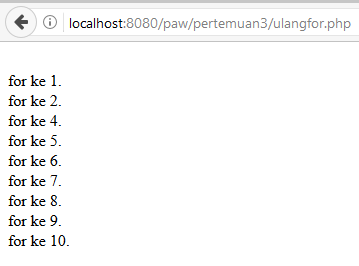 localhost:8080/paw/pertemuan3/ulangfor.php
for ke 1.
for ke 2.
for ke 4.
for ke 5.
for ke 6.
for ke 7.
for ke 8.
for ke 9.
for ke 10.